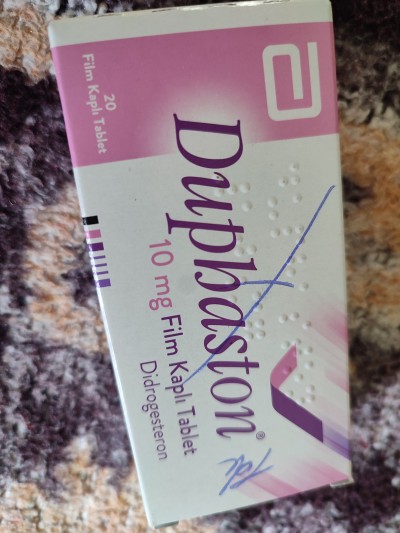 20
Film Kaplı Tablet
Duphaston®
10 mg Film Kaplı Tablet
Didrogesteron